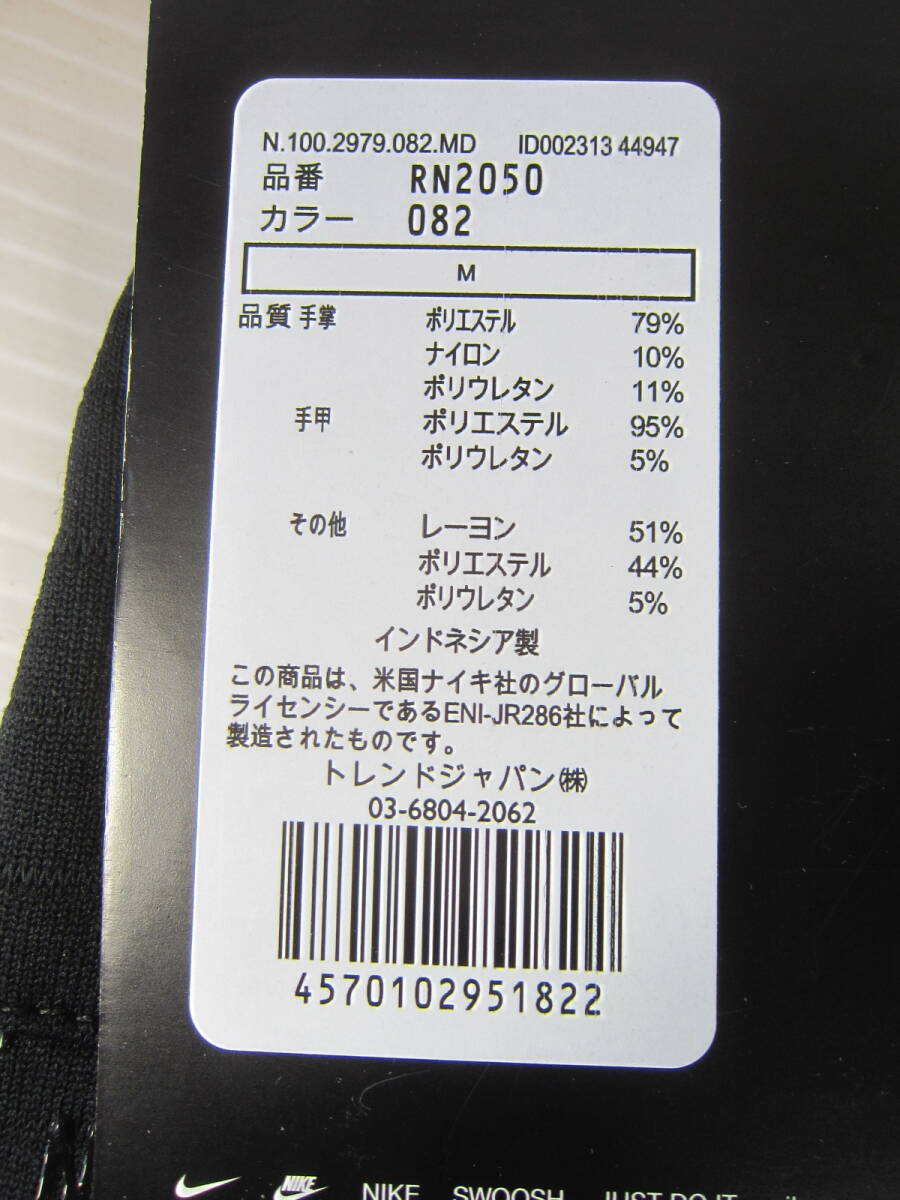 N.100.2979.082.MD ID002313 44947
品番 RN2050
カラー 082
M
品質 手掌 ポリエステル 79%
ナイロン 10%
ポリウレタン 11%
手甲 ポリエステル 95%
ポリウレタン 5%
その他 レーヨン 51%
ポリエステル 44%
ポリウレタン 5%
インドネシア製
この商品は、米国ナイキ社のグローバル
ライセンシーであるENI-JR286社によって
製造されたものです。
トレンドジャパン㈱
03-6804-2062
4570102951822
NIKE NIKE SWOOSH JUST DO IT